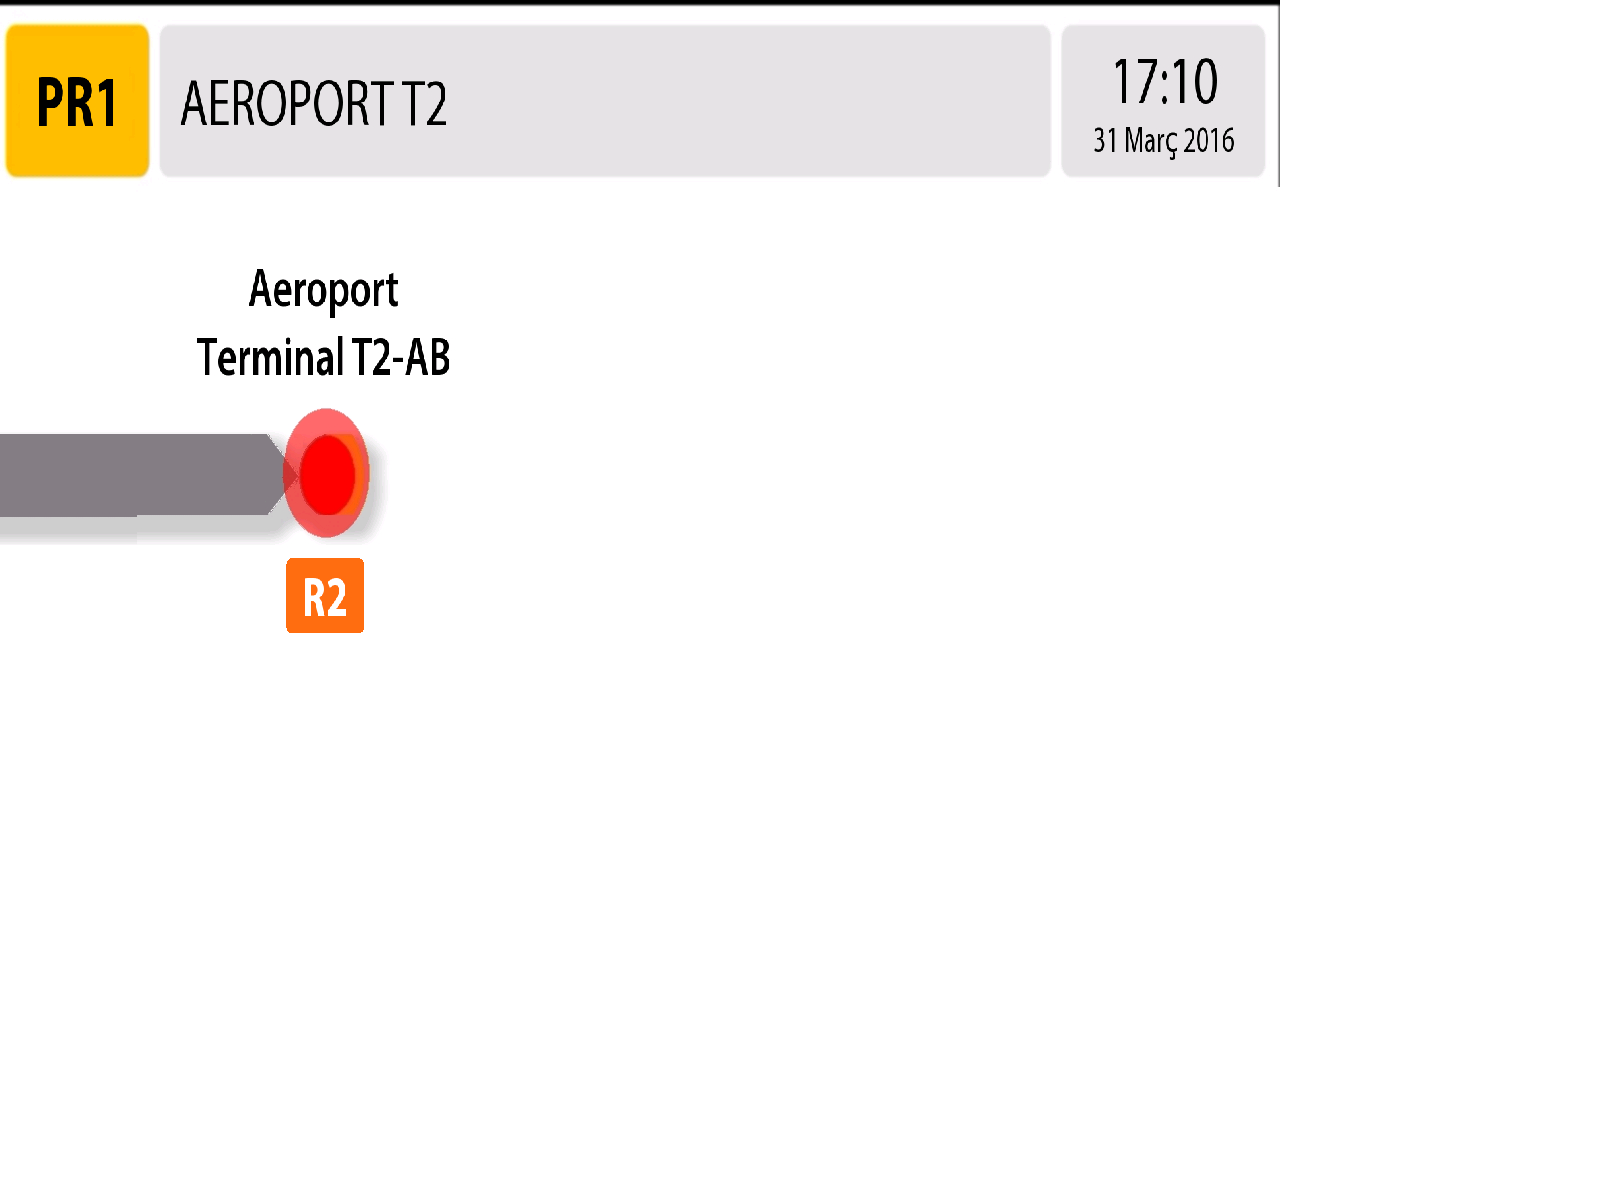 PR1
AEROPORT T2
17:10
31 Març 2016
Aeroport
Terminal T2-AB
R2